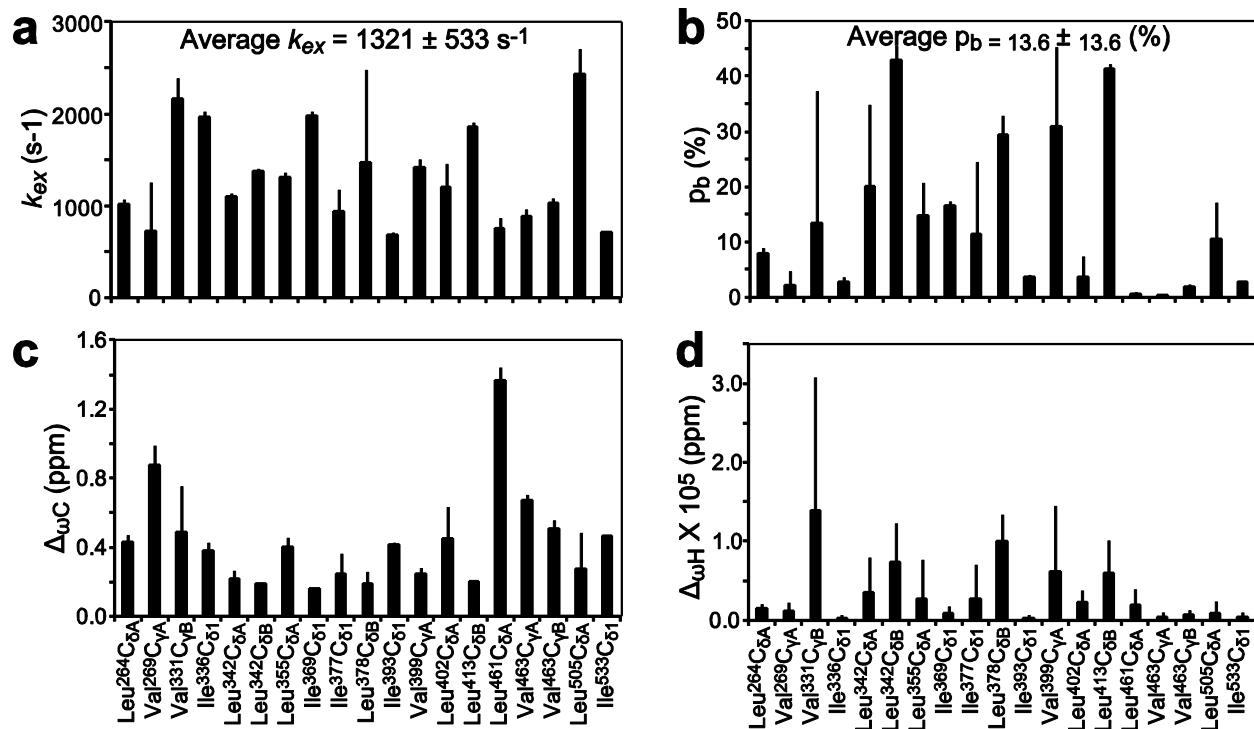 a
Average kex = 1321 ± 533 s-1
3000
2000
1000
0
kex (s-1)
b
Average pb = 13.6 ± 13.6 (%)
50
40
30
20
10
0
pb (%)
c
1.6
1.2
0.8
0.4
0.0
ΔωC (ppm)
Leu264CδA
Val269CγA
Val331CγB
Ile336Cδ1
Leu342CδA
Leu342CδB
Leu355CδA
Ile369Cδ1
Ile377Cδ1
Leu378CδB
Ile393Cδ1
Val399CγA
Leu402CδA
Leu413CδB
Leu461CδA
Val463CγA
Val463CγB
Leu505CδA
Ile533Cδ1
d
3.0
2.0
1.0
0.0
ΔωH X 105 (ppm)
Leu264CδA
Val269CγA
Val331CγB
Ile336Cδ1
Leu342CδA
Leu342CδB
Leu355CδA
Ile369Cδ1
Ile377Cδ1
Leu378CδB
Ile393Cδ1
Val399CγA
Leu402CδA
Leu413CδB
Leu461CδA
Val463CγA
Val463CγB
Leu505CδA
Ile533Cδ1